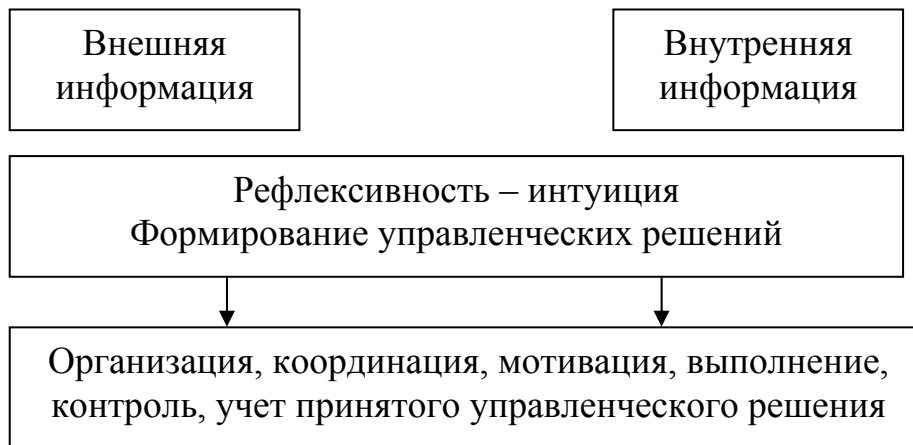 Внешняя
информация
Внутренняя
информация
Рефлексивность – интуиция
Формирование управленческих решений
Организация, координация, мотивация, выполнение,
контроль, учет принятого управленческого решения